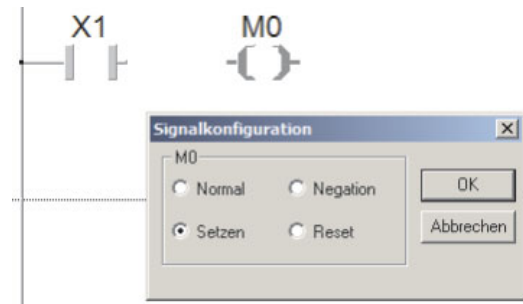 X1 M0
Signalkonfiguration
M0
Normal Negation OK
Setzen Reset Abbrechen